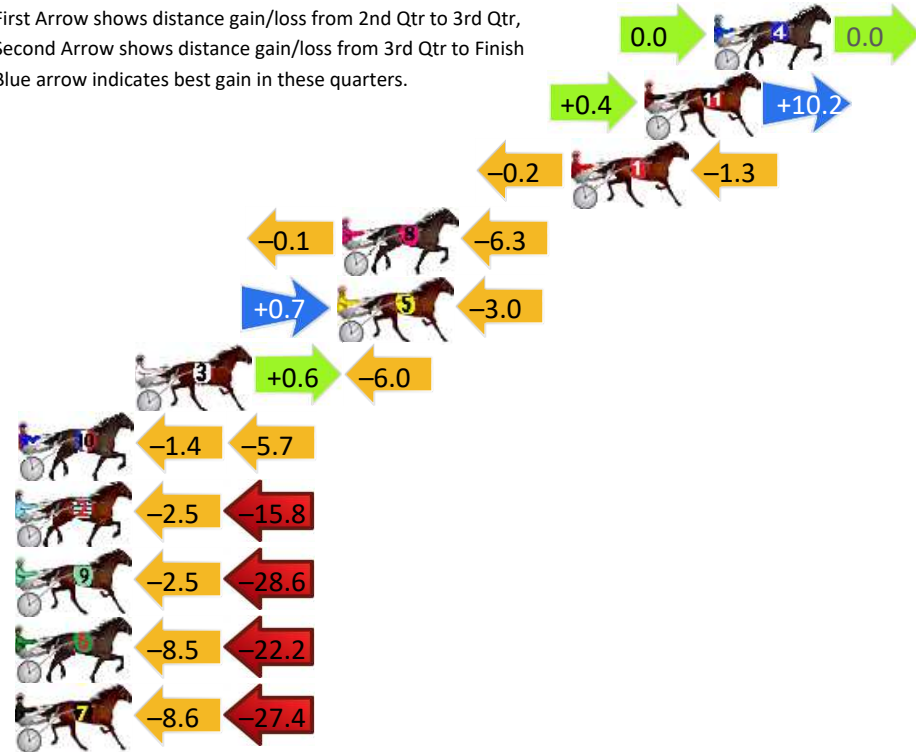 First Arrow shows distance gain/loss from 2nd Qtr to 3rd Qtr,
Second Arrow shows distance gain/loss from 3rd Qtr to Finish
Blue arrow indicates best gain in these quarters.
0.0 4 0.0
+0.4 11 +10.2
–0.2 1 –1.3
–0.1 8 –6.3
+0.7 5 –3.0
3 +0.6 –6.0
10 –1.4 –5.7
2 –2.5 –15.8
9 –2.5 –28.6
6 –8.5 –22.2
7 –8.6 –27.4